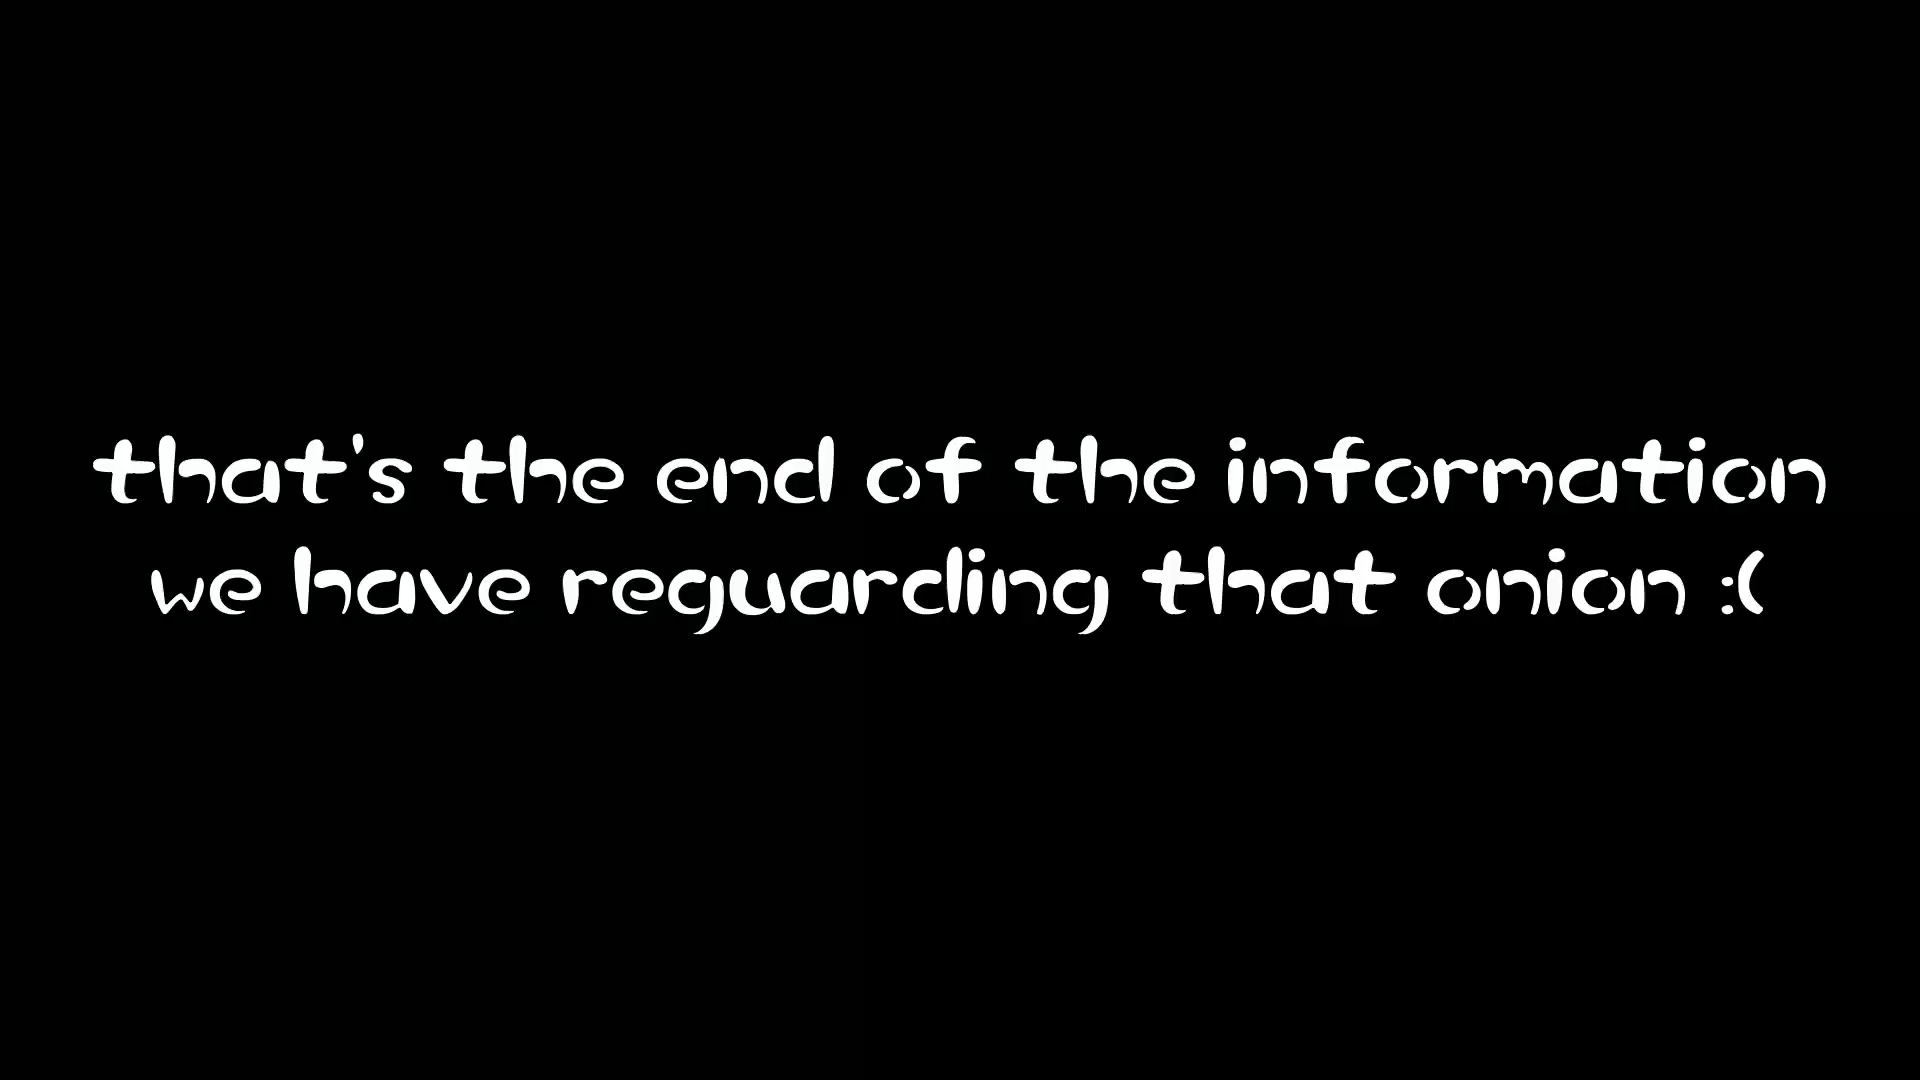 that's the end of the information
we have reguarding that onion :(